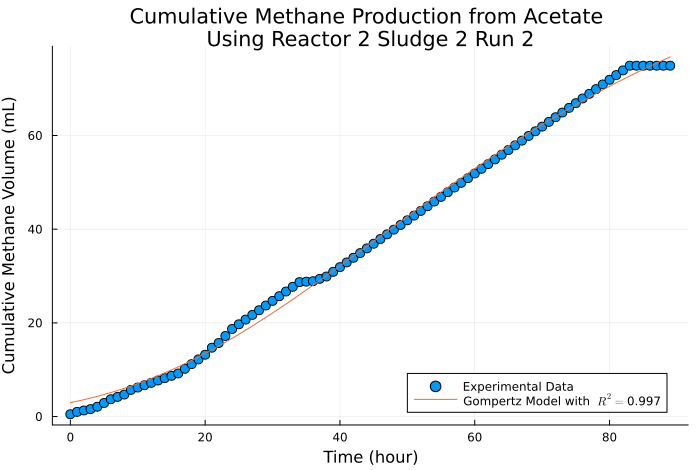 Cumulative Methane Production from Acetate
Using Reactor 2 Sludge 2 Run 2
Cumulative Methane Volume (mL)
60
40
20
0
Experimental Data
Gompertz Model with R² = 0.997
0 20 40 60 80
Time (hour)